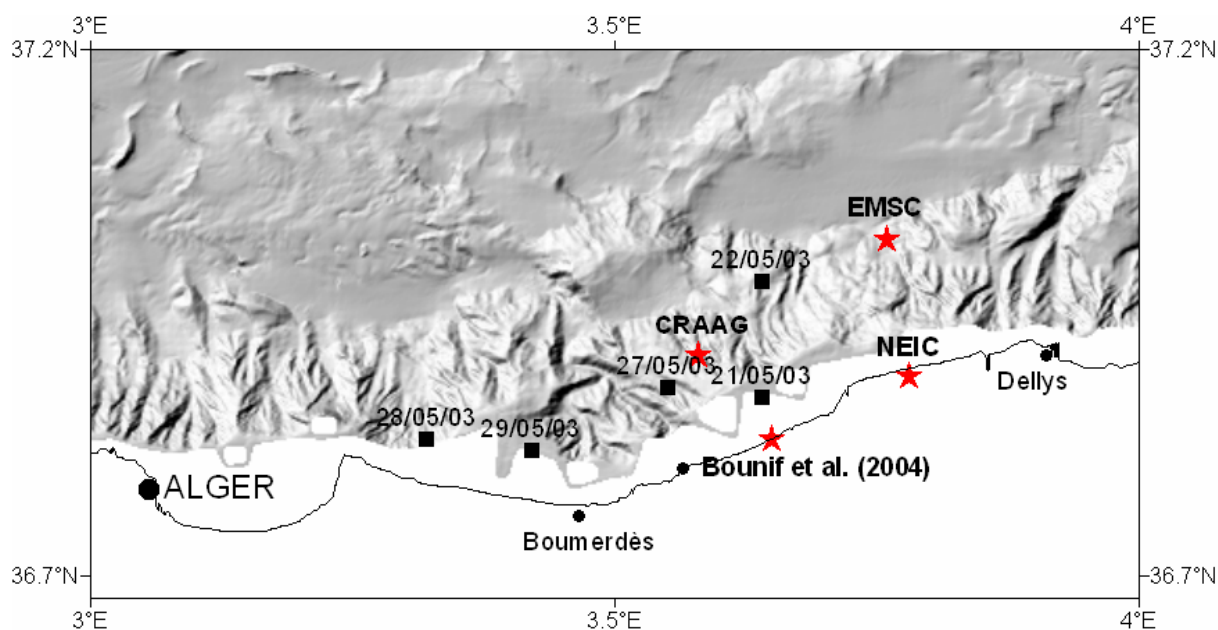 3°E 3.5°E 4°E
37.2°N 37.2°N
EMSC
22/05/03
CRAAG
NEIC
27/05/03
21/05/03
Dellys
28/05/03
29/05/03
Bounif et al. (2004)
ALGER
Boumerdès
36.7°N 36.7°N
3°E 3.5°E 4°E